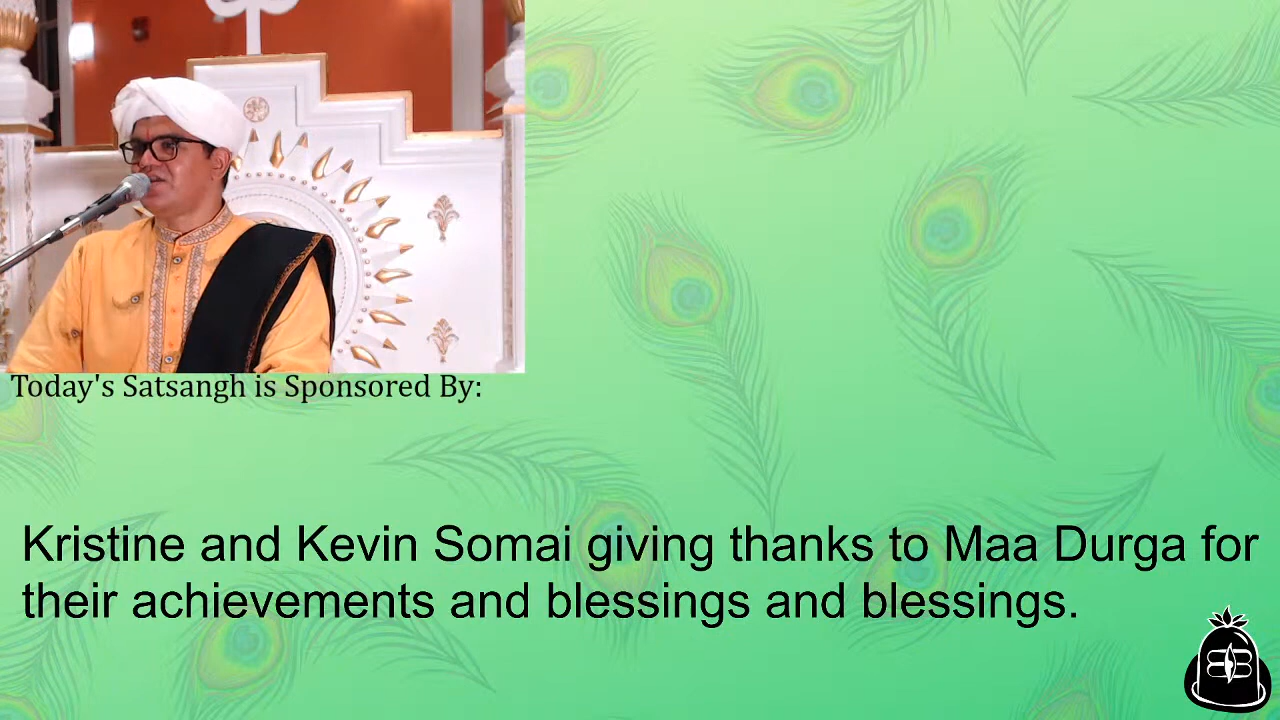 Today's Satsangh is Sponsored By:
Kristine and Kevin Somai giving thanks to Maa Durga for
their achievements and blessings and blessings.